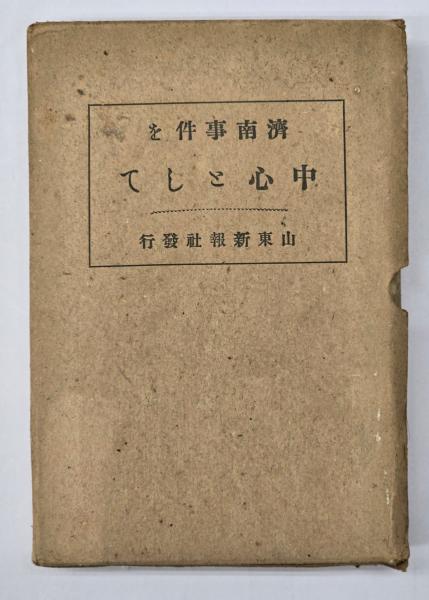 濟南事件を
中心として
山東新報社發行